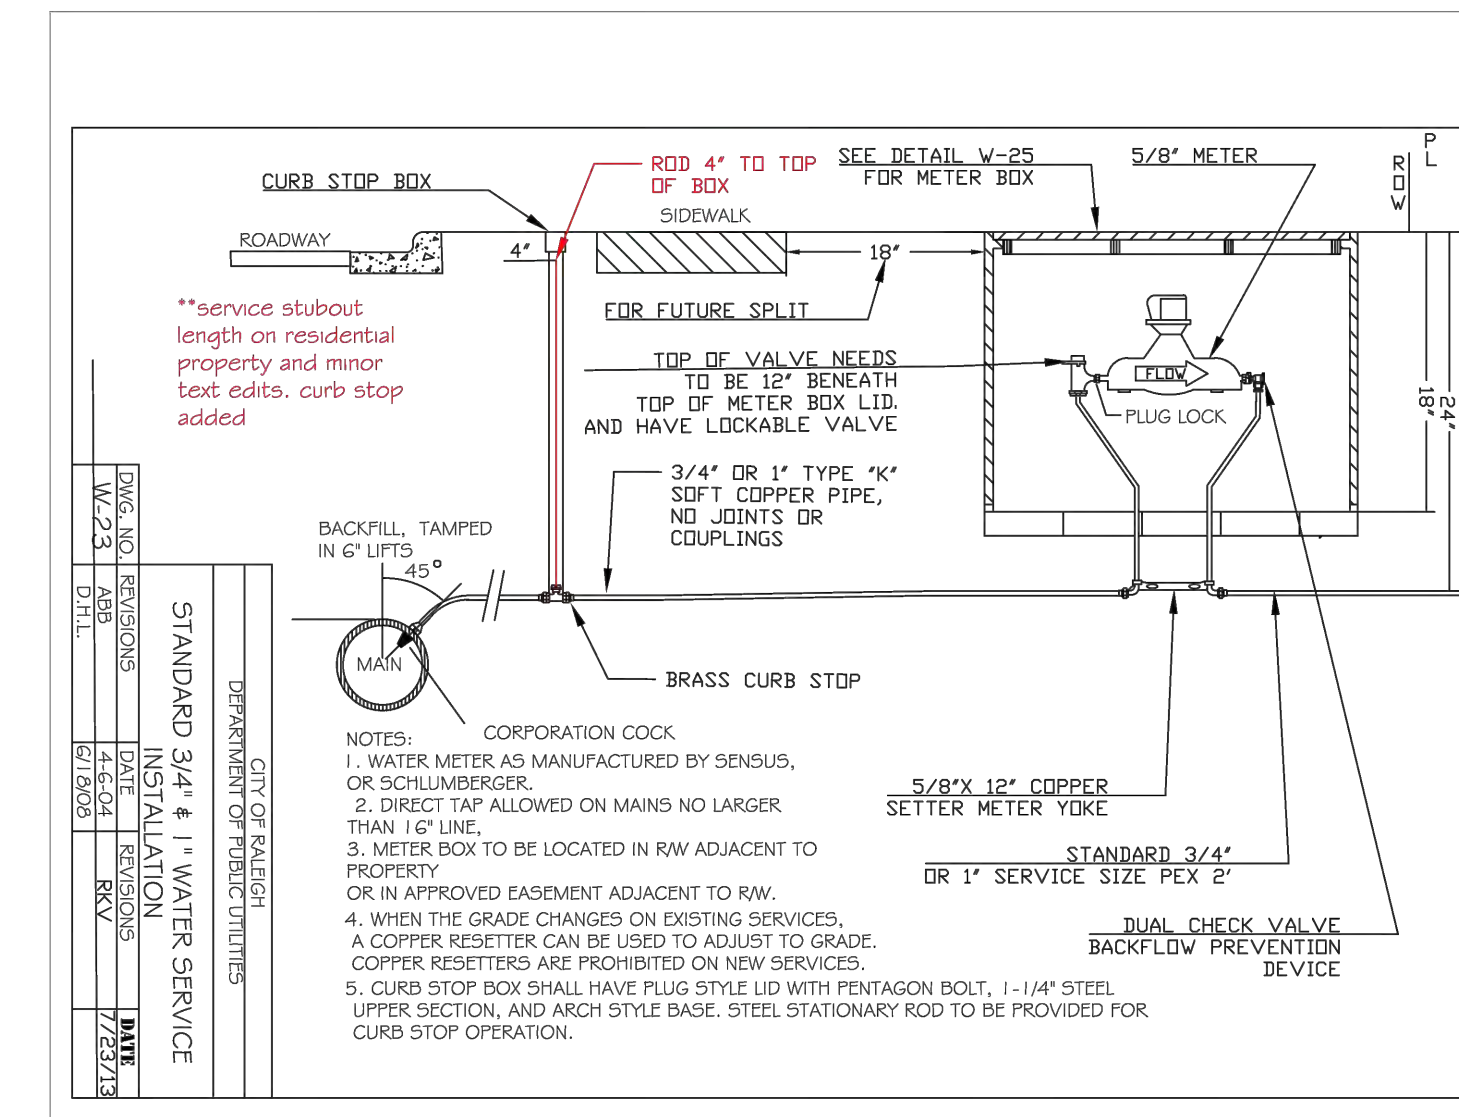 P
L
ROW
CURB STOP BOX
ROD 4" TO TOP
OF BOX
SEE DETAIL W-25
FOR METER BOX
5/8" METER
SIDEWALK
ROADWAY
4"
18"
**service stubout
length on residential
property and minor
text edits. curb stop
added
FOR FUTURE SPLIT
TOP OF VALVE NEEDS
TO BE 12" BENEATH
TOP OF METER BOX LID.
AND HAVE LOCKABLE VALVE
FLOW
PLUG LOCK
18"
24"
3/4" OR 1" TYPE "K"
SOFT COPPER PIPE,
NO JOINTS OR
COUPLINGS
BACKFILL, TAMPED
IN 6" LIFTS
45°
MAIN
BRASS CURB STOP
CORPORATION COCK
5/8"X 12" COPPER
SETTER METER YOKE
STANDARD 3/4"
OR 1" SERVICE SIZE PEX 2'
DUAL CHECK VALVE
BACKFLOW PREVENTION
DEVICE
NOTES:
1. WATER METER AS MANUFACTURED BY SENSUS,
OR SCHLUMBERGER.
2. DIRECT TAP ALLOWED ON MAINS NO LARGER
THAN 16" LINE,
3. METER BOX TO BE LOCATED IN R/W ADJACENT TO
PROPERTY
OR IN APPROVED EASEMENT ADJACENT TO R/W.
4. WHEN THE GRADE CHANGES ON EXISTING SERVICES,
A COPPER RESETTER CAN BE USED TO ADJUST TO GRADE.
COPPER RESETTERS ARE PROHIBITED ON NEW SERVICES.
5. CURB STOP BOX SHALL HAVE PLUG STYLE LID WITH PENTAGON BOLT, 1-1/4" STEEL
UPPER SECTION, AND ARCH STYLE BASE. STEEL STATIONARY ROD TO BE PROVIDED FOR
CURB STOP OPERATION.
CITY OF RALEIGH
DEPARTMENT OF PUBLIC UTILITIES
STANDARD 3/4" & 1" WATER SERVICE
INSTALLATION
DWG. NO. REVISIONS DATE REVISIONS DATE
W-23 ABB 4-6-04 RKV 7/23/13
D.H.L. 6/18/08